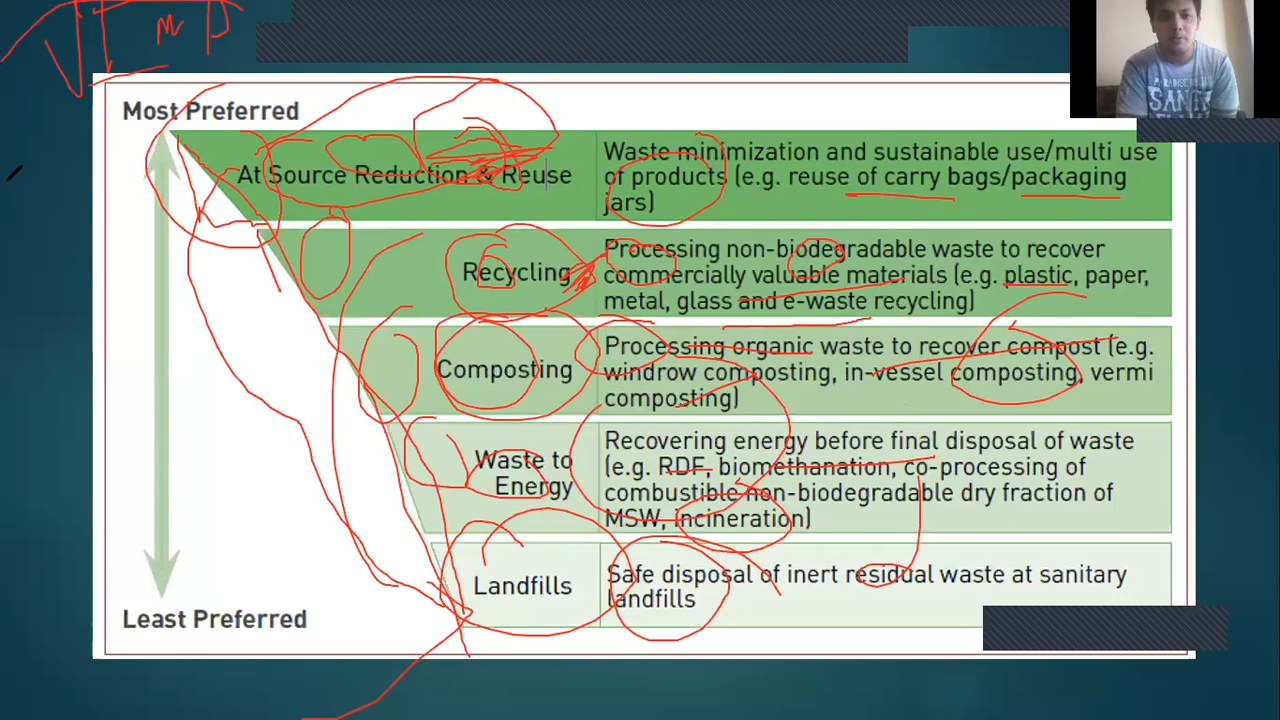 Imp
Most Preferred
At Source Reduction & Reuse
Waste minimization and sustainable use/multi use
of products (e.g. reuse of carry bags/packaging
jars)
Recycling
Processing non-biodegradable waste to recover
commercially valuable materials (e.g. plastic, paper,
metal, glass and e-waste recycling)
Composting
Processing organic waste to recover compost (e.g.
windrow composting, in-vessel composting, vermi
composting)
Waste to
Energy
Recovering energy before final disposal of waste
(e.g. RDF, biomethanation, co-processing of
combustible non-biodegradable dry fraction of
MSW, incineration)
Landfills
Safe disposal of inert residual waste at sanitary
landfills
Least Preferred